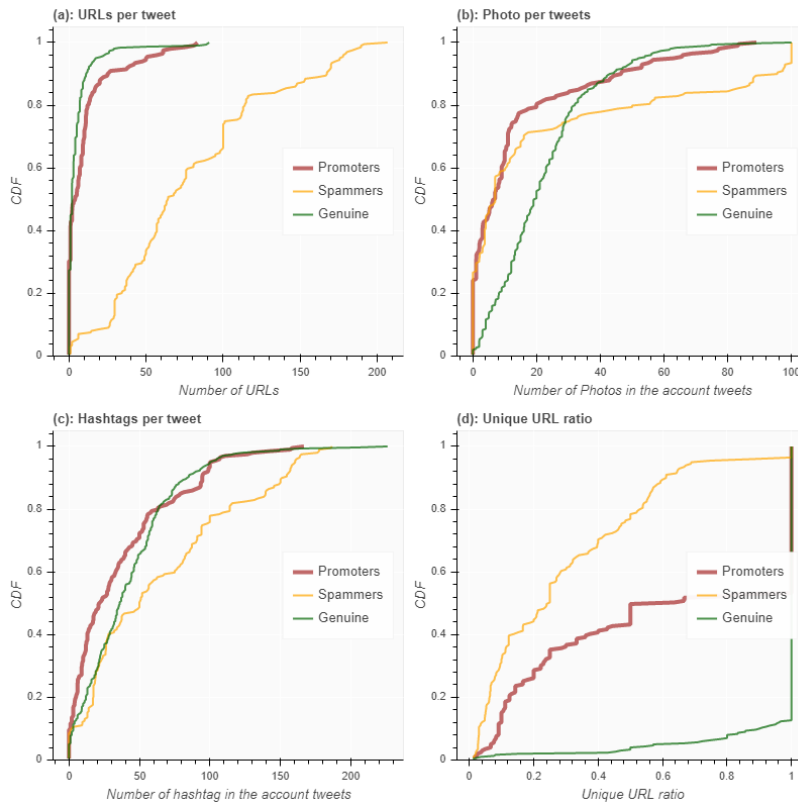 (a): URLs per tweet
1
0.8
0.6
0.4
0.2
0
CDF
Promoters
Spammers
Genuine
0 50 100 150 200
Number of URLs
(b): Photo per tweets
1
0.8
0.6
0.4
0.2
0
CDF
Promoters
Spammers
Genuine
0 20 40 60 80 100
Number of Photos in the account tweets
(c): Hashtags per tweet
1
0.8
0.6
0.4
0.2
0
CDF
Promoters
Spammers
Genuine
0 50 100 150 200
Number of hashtag in the account tweets
(d): Unique URL ratio
1
0.8
0.6
0.4
0.2
0
CDF
Promoters
Spammers
Genuine
0.2 0.4 0.6 0.8 1
Unique URL ratio